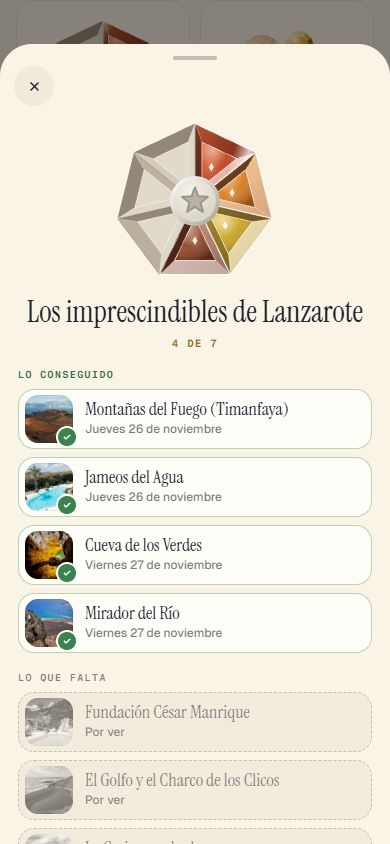 Los imprescindibles de Lanzarote
4 DE 7
LO CONSEGUIDO
Montañas del Fuego (Timanfaya)
Jueves 26 de noviembre
Jameos del Agua
Jueves 26 de noviembre
Cueva de los Verdes
Viernes 27 de noviembre
Mirador del Río
Viernes 27 de noviembre
LO QUE FALTA
Fundación César Manrique
Por ver
El Golfo y el Charco de los Clicos
Por ver